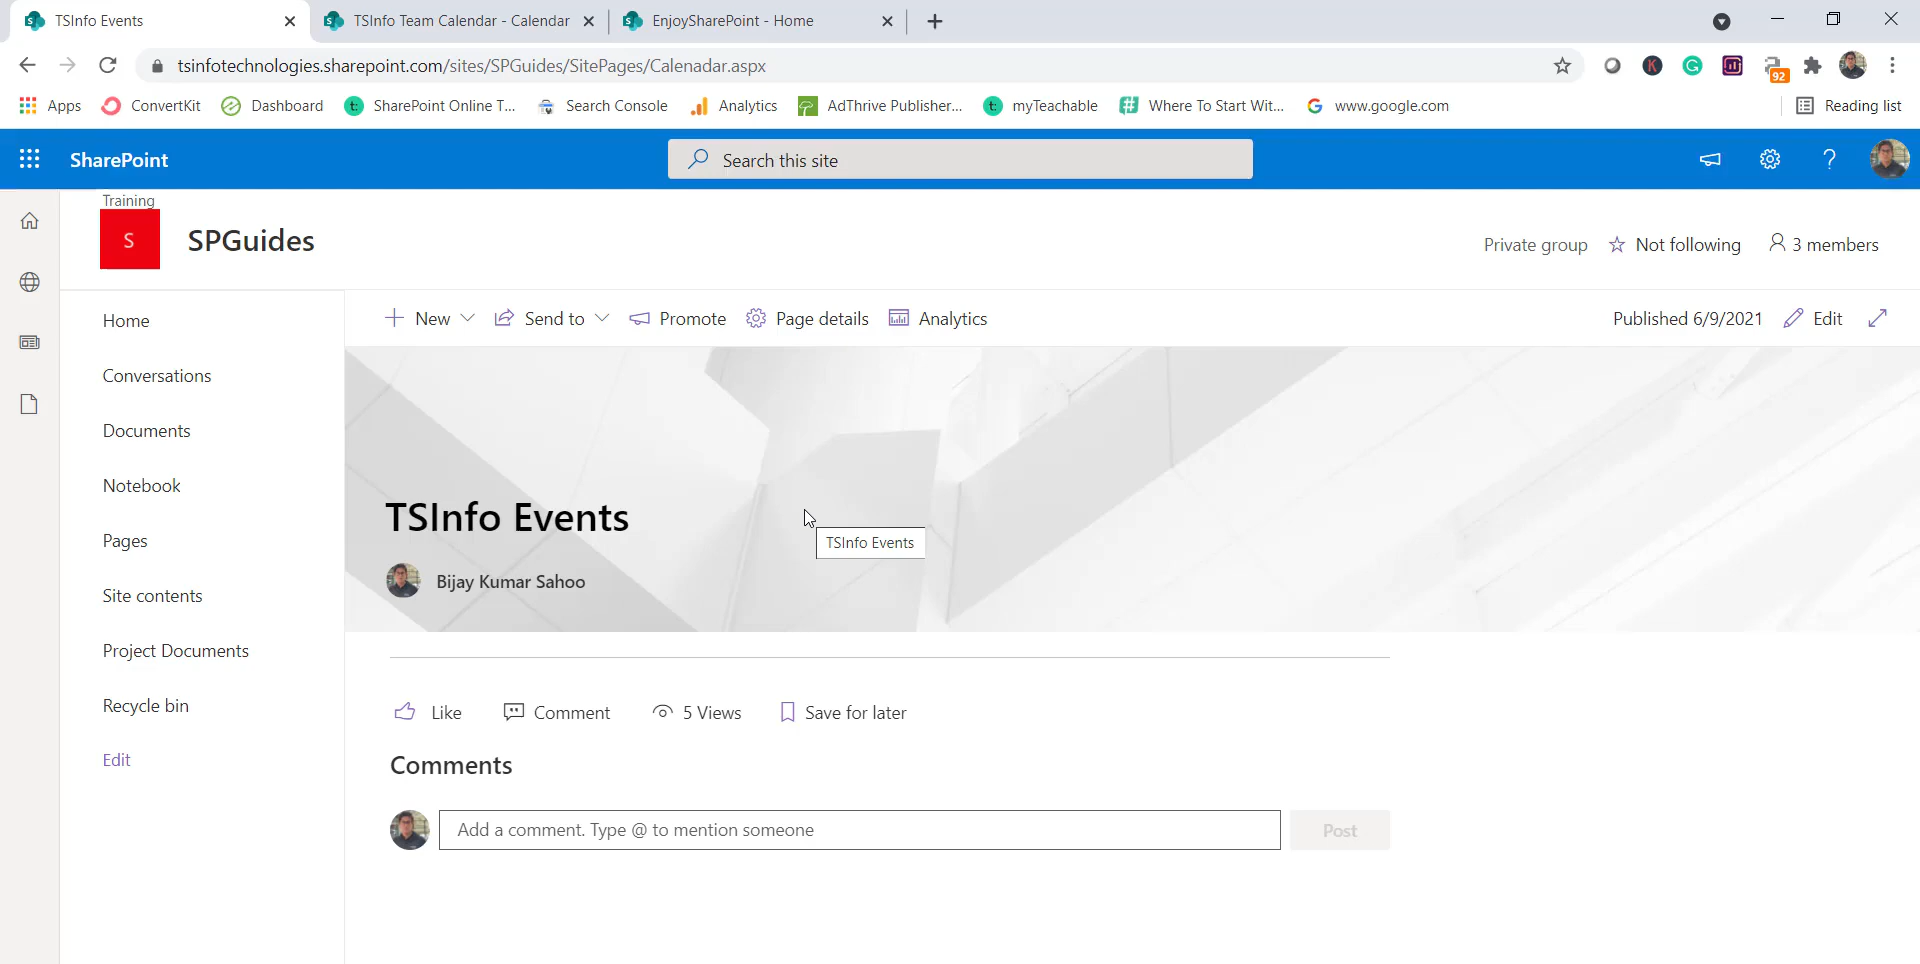 TSInfo Events
TSInfo Team Calendar - Calendar
EnjoySharePoint - Home
tsinfotechnologies.sharepoint.com/sites/SPGuides/SitePages/Calenadar.aspx
92
Apps
ConvertKit
Dashboard
SharePoint Online T...
Search Console
Analytics
AdThrive Publisher...
myTeachable
Where To Start Wit...
www.google.com
Reading list
SharePoint
Search this site
Training
S
SPGuides
Private group
Not following
3 members
Home
Conversations
Documents
Notebook
Pages
Site contents
Project Documents
Recycle bin
Edit
New
Send to
Promote
Page details
Analytics
Published 6/9/2021
Edit
TSInfo Events
TSInfo Events
Bijay Kumar Sahoo
Like
Comment
5 Views
Save for later
Comments
Add a comment. Type @ to mention someone
Post